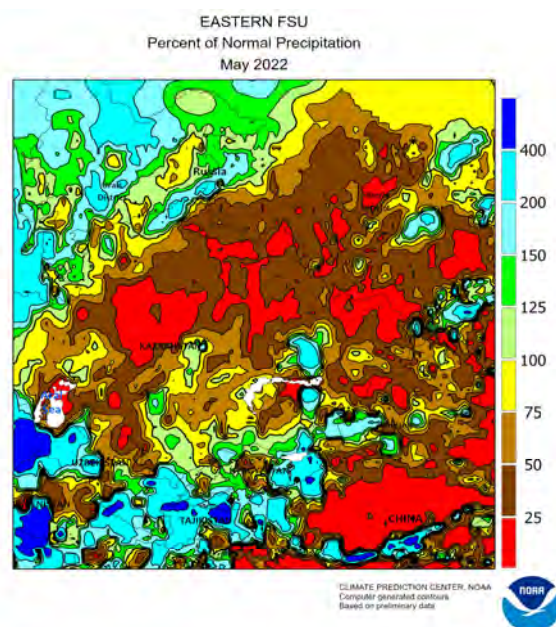 EASTERN FSU
Percent of Normal Precipitation
May 2022
Russia
400
200
150
125
100
75
50
25
CHINA
CLIMATE PREDICTION CENTER, NOAA
Computer generated contours
Based on preliminary data
NOAA